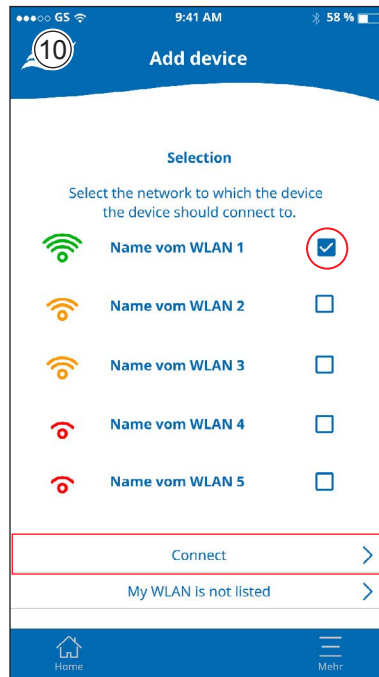 ●●●○○ GS 9:41 AM 58 %
10
Add device
Selection
Select the network to which the device
the device should connect to.
Name vom WLAN 1
Name vom WLAN 2
Name vom WLAN 3
Name vom WLAN 4
Name vom WLAN 5
Connect
My WLAN is not listed
Home Mehr